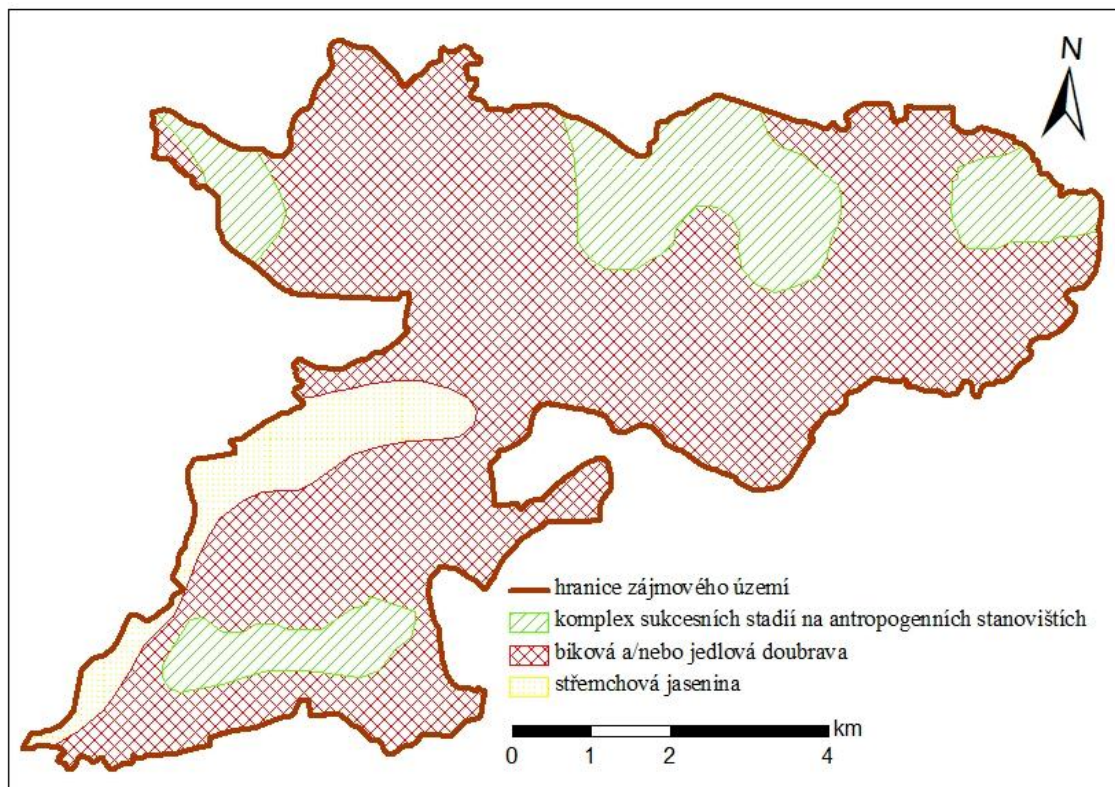 N
hranice zájmového území
komplex sukcesních stadií na antropogenních stanovištích
biková a/nebo jedlová doubrava
střemchová jasenina
km
0 1 2 4